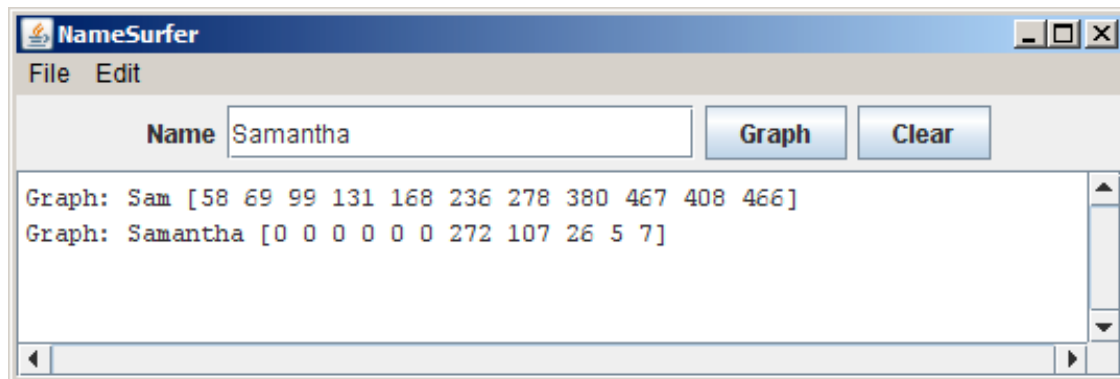 NameSurfer
File Edit
Name Samantha Graph Clear
Graph: Sam [58 69 99 131 168 236 278 380 467 408 466]
Graph: Samantha [0 0 0 0 0 0 272 107 26 5 7]